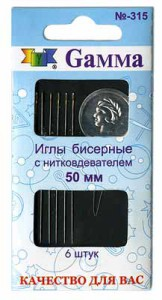 №-315
Gamma
Иглы бисерные
с нитковдевателем
50 мм
6 штук
КАЧЕСТВО ДЛЯ ВАС